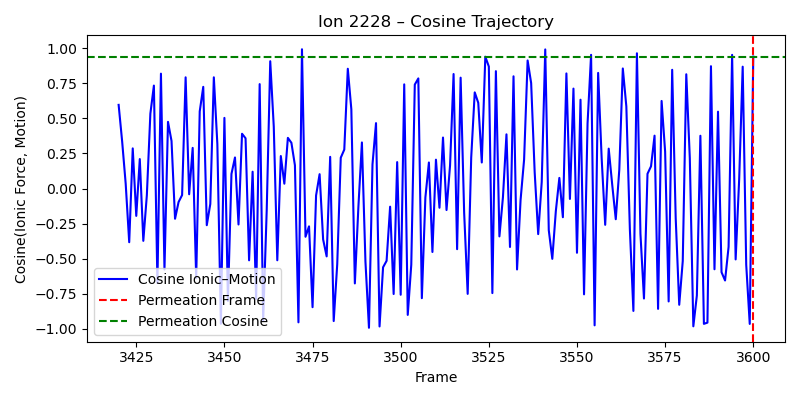 Ion 2228 – Cosine Trajectory
Cosine(Ionic Force, Motion)
1.00
0.75
0.50
0.25
0.00
−0.25
−0.50
−0.75
−1.00
Cosine Ionic–Motion
Permeation Frame
Permeation Cosine
3425 3450 3475 3500 3525 3550 3575 3600
Frame